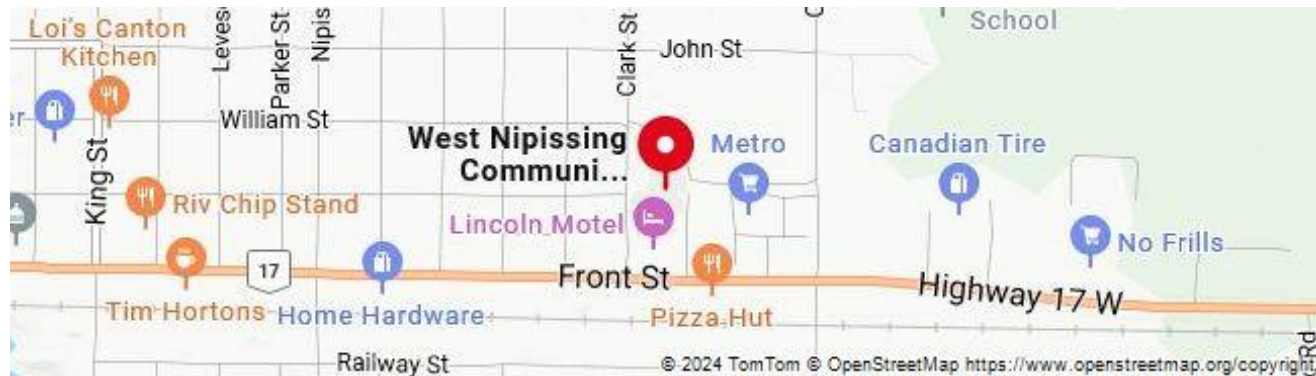 School
Loi's Canton
Kitchen
Parker St
Clark St
John St
er
William St
King St
West Nipissing
Communi...
Metro
Canadian Tire
Riv Chip Stand
Lincoln Motel
No Frills
17
Front St
Highway 17 W
Tim Hortons
Home Hardware
Pizza Hut
Railway St
Rd
© 2024 TomTom © OpenStreetMap https://www.openstreetmap.org/copyright
Leves
Nipis